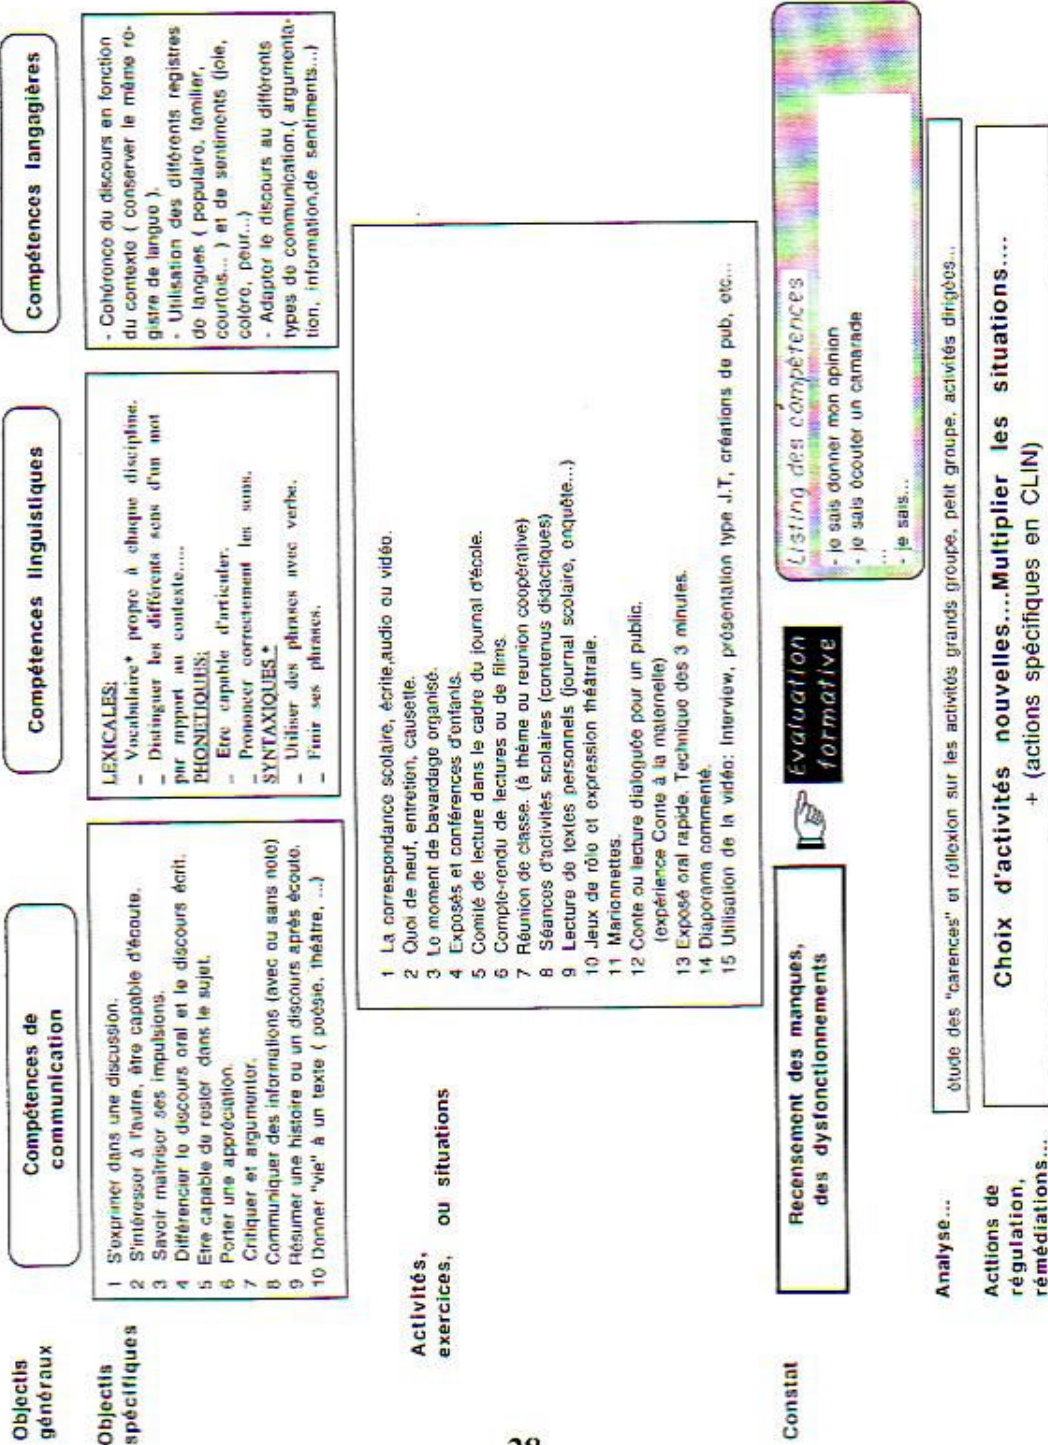 Objectis
généraux
Compétences de
communication
Compétences linguistiques
Compétences langagières
Objectis
spécifiques
1 S'exprimer dans une discussion.
2 S'intéresser à l'autre, être capable d'écoute.
3 Savoir maîtriser ses impulsions.
4 Différencier le discours oral et le discours écrit.
5 Etre capable de rester dans le sujet.
6 Porter une appréciation.
7 Critiquer et argumenter.
8 Communiquer des informations (avec ou sans note)
9 Résumer une histoire ou un discours après écoute.
10 Donner "vie" à un texte ( poésie, théâtre, ...)
LEXICALES:
– Vocabulaire* propre à chaque discipline.
– Distinguer les différents sens d'un mot
par rapport au contexte.....
PHONETIQUES:
– Etre capable d'articuler.
– Prononcer correctement les sons.
SYNTAXIQUES *
– Utiliser des phrases avec verbe.
– Finir ses phrases.
- Cohérence du discours en fonction
du contexte ( conserver le même re-
gistre de langue ).
- Utilisation des différents registres
de langues ( populaire, familier,
courtois... ) et de sentiments (joie,
colère, peur...)
- Adapter le discours au différents
types de communication.( argumenta-
tion, information,de sentiments...)
Activités,
exercices, ou situations
1 La correspondance scolaire, écrite,audio ou vidéo.
2 Quoi de neuf, entretien, causette.
3 Le moment de bavardage organisé.
4 Exposés et conférences d'enfants.
5 Comité de lecture dans le cadre du journal d'école.
6 Compte-rendu de lectures ou de films.
7 Réunion de classe. (à thème ou reunion coopérative)
8 Séances d'activités scolaires (contenus didactiques)
9 Lecture de textes personnels (journal scolaire, enquête...)
10 Jeux de rôle et expression théatrale.
11 Marionnettes.
12 Conte ou lecture dialoguée pour un public.
(expérience Conte à la maternelle)
13 Exposé oral rapide. Technique des 3 minutes.
14 Diaporama commenté.
15 Utilisation de la vidéo: Interview, présentation type J.T, créations de pub, etc...
Constat
Recensement des manques,
des dysfonctionnements
Evaluation
formative
Listing des compétences
- je sais donner mon opinion
- je sais écouter un camarade
...
- je sais...
Analyse...
étude des "carences" et réflexion sur les activités grands groupe, petit groupe, activités dirigées...
Acttions de
régulation,
rémédiations...
Choix d'activités nouvelles...Multiplier les situations....
+ (actions spécifiques en CLIN)